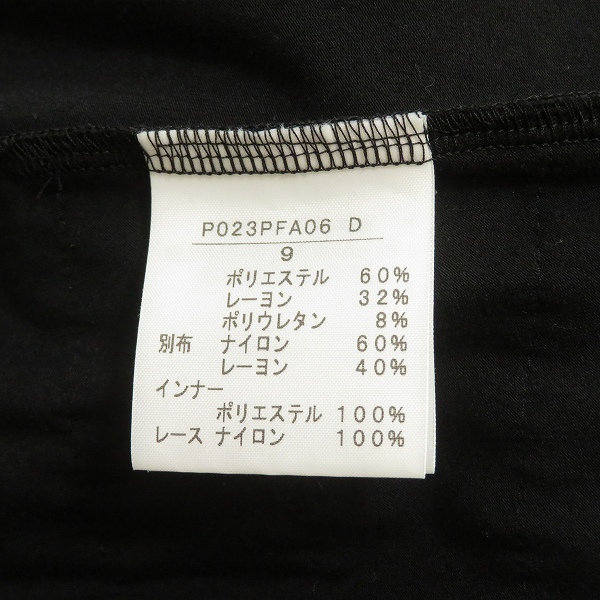 P023PFA06 D
9
ポリエステル 60%
レーヨン 32%
ポリウレタン 8%
別布 ナイロン 60%
レーヨン 40%
インナー
ポリエステル 100%
レース ナイロン 100%